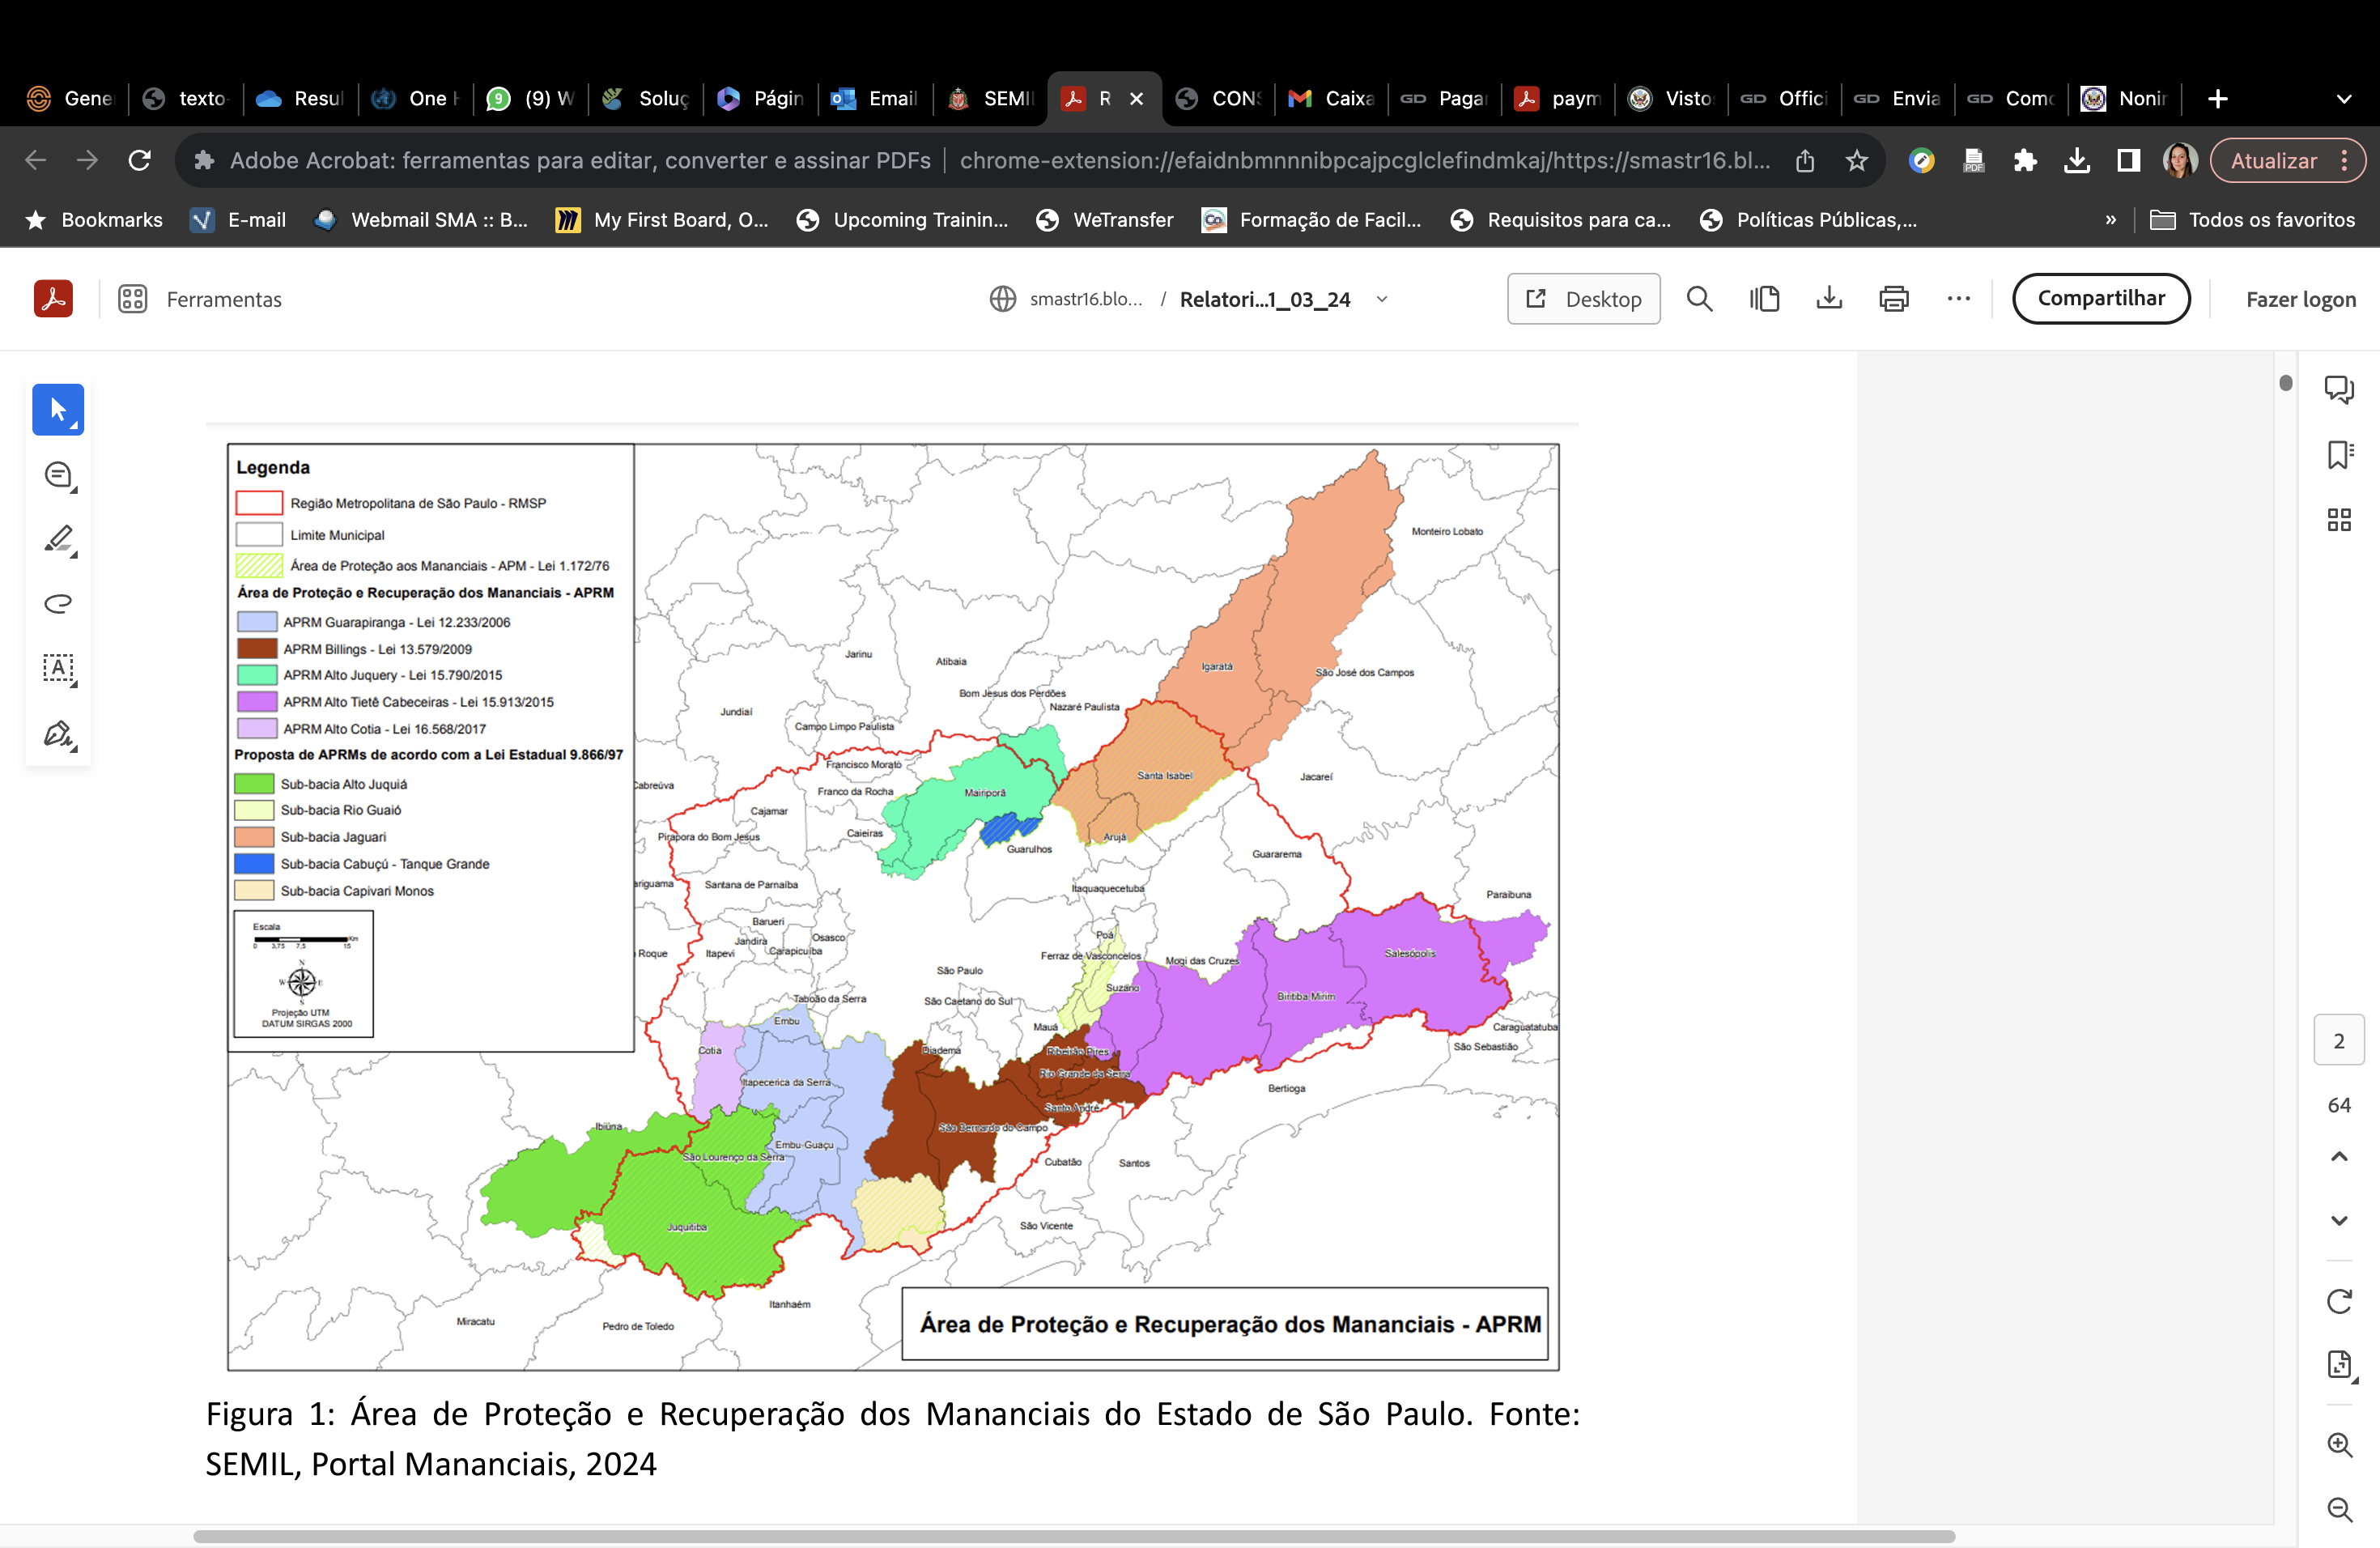 Gene
texto-
Resul
One H
(9) W
Soluç
Págin
Email
SEMI
R
CONS
Caixa
Pagar
paym
Visto
Offici
Envia
Como
Nonir
Adobe Acrobat: ferramentas para editar, converter e assinar PDFs
chrome-extension://efaidnbmnnnibpcajpcglclefindmkaj/https://smastr16.bl...
Atualizar
Bookmarks
E-mail
Webmail SMA :: B...
My First Board, O...
Upcoming Trainin...
WeTransfer
Formação de Facil...
Requisitos para ca...
Políticas Públicas,...
»
Todos os favoritos
Ferramentas
smastr16.blo... / Relatori...1_03_24
Desktop
Compartilhar
Fazer logon
Legenda
Região Metropolitana de São Paulo - RMSP
Limite Municipal
Área de Proteção aos Mananciais - APM - Lei 1.172/76
Área de Proteção e Recuperação dos Mananciais - APRM
APRM Guarapiranga - Lei 12.233/2006
APRM Billings - Lei 13.579/2009
APRM Alto Juquery - Lei 15.790/2015
APRM Alto Tietê Cabeceiras - Lei 15.913/2015
APRM Alto Cotia - Lei 16.568/2017
Proposta de APRMs de acordo com a Lei Estadual 9.866/97
Sub-bacia Alto Juquiá
Sub-bacia Rio Guaió
Sub-bacia Jaguari
Sub-bacia Cabuçú - Tanque Grande
Sub-bacia Capivari Monos
Escala
Km
0 3,75 7,5 15
N
W E
S
Projeção UTM
DATUM SIRGAS 2000
Monteiro Lobato
Jarinu
Atibaia
Igaratá
São José dos Campos
Bom Jesus dos Perdões
Nazaré Paulista
Jundiaí
Campo Limpo Paulista
Francisco Morato
Santa Isabel
Jacareí
Cabreúva
Franco da Rocha
Mairiporã
Cajamar
Pirapora do Bom Jesus
Caieiras
Arujá
Guarulhos
Guararema
ariguama
Santana de Parnaíba
Itaquaquecetuba
Paraibuna
Barueri
Poá
Osasco
Jandira
Carapicuíba
Roque
Itapevi
Ferraz de Vasconcelos
Mogi das Cruzes
Salesópolis
São Paulo
Suzano
Biritiba Mirim
Taboão da Serra
São Caetano do Sul
Embu
Mauá
Caraguatatuba
São Sebastião
Cotia
Diadema
Ribeirão Pires
Rio Grande da Serra
Itapecerica da Serra
Bertioga
Santo André
Ibiúna
São Bernardo do Campo
Embu-Guaçu
São Lourenço da Serra
Cubatão
Santos
Juquitiba
São Vicente
Itanhaém
Miracatu
Pedro de Toledo
Área de Proteção e Recuperação dos Mananciais - APRM
Figura 1: Área de Proteção e Recuperação dos Mananciais do Estado de São Paulo. Fonte:
SEMIL, Portal Mananciais, 2024
2
64